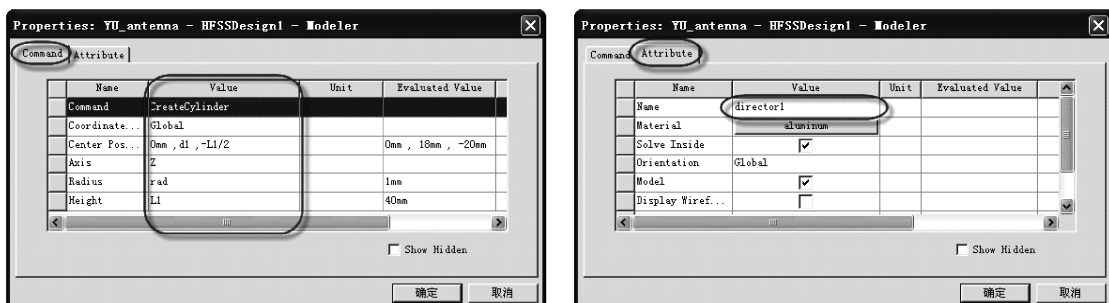 Properties: YU_antenna - HFSSDesign1 - Modeler
Command Attribute
Name Value Unit Evaluated Value
Command CreateCylinder
Coordinate... Global
Center Pos... 0mm ,d1 ,-L1/2 0mm , 18mm , -20mm
Axis Z
Radius rad 1mm
Height L1 40mm
Show Hidden
确定 取消
Properties: YU_antenna - HFSSDesign1 - Modeler
Command Attribute
Name Value Unit Evaluated Value
Name director1
Material aluminum
Solve Inside
Orientation Global
Model
Display Wiref...
Show Hidden
确定 取消